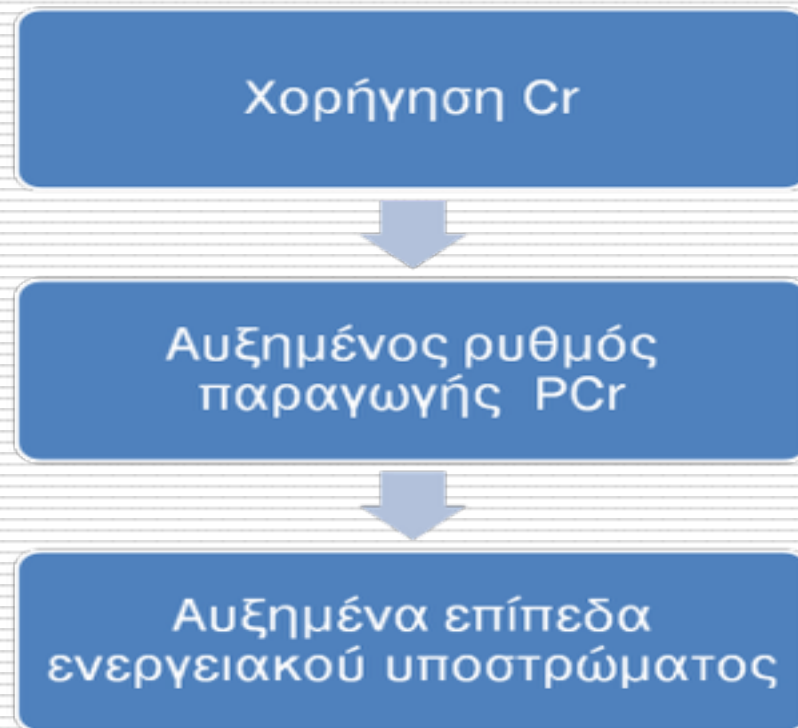 Χορήγηση Cr
Αυξημένος ρυθμός
παραγωγής PCr
Αυξημένα επίπεδα
ενεργειακού υποστρώματος